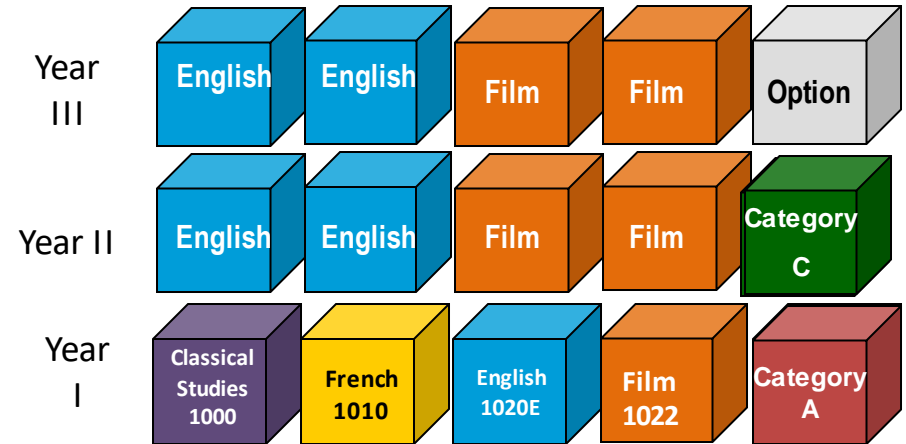 Year
III
English
English
Film
Film
Option
Year II
English
English
Film
Film
Category
C
Year
I
Classical
Studies
1000
French
1010
English
1020E
Film
1022
Category
A